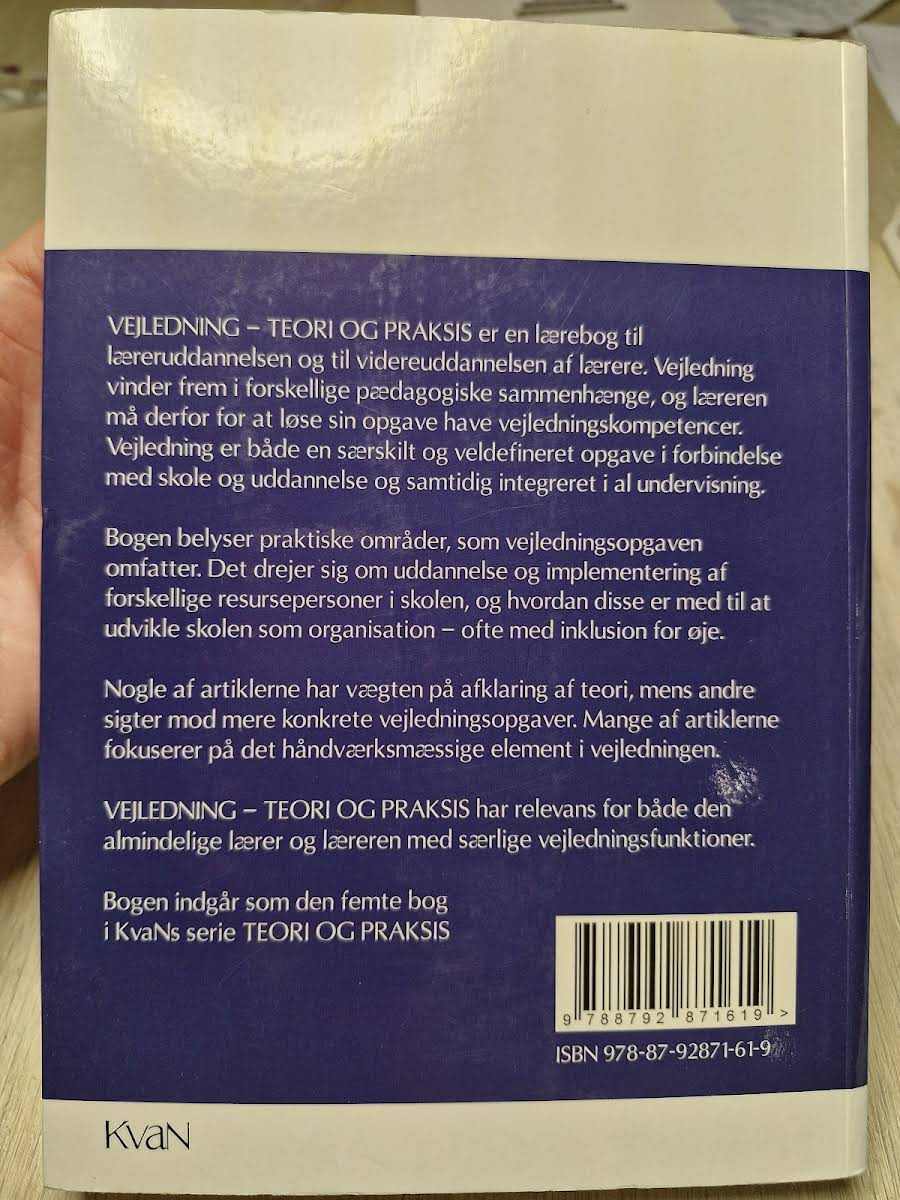 VEJLEDNING – TEORI OG PRAKSIS er en lærebog til
læreruddannelsen og til videreuddannelsen af lærere. Vejledning
vinder frem i forskellige pædagogiske sammenhænge, og læreren
må derfor for at løse sin opgave have vejledningskompetencer.
Vejledning er både en særskilt og veldefineret opgave i forbindelse
med skole og uddannelse og samtidig integreret i al undervisning.
Bogen belyser praktiske områder, som vejledningsopgaven
omfatter. Det drejer sig om uddannelse og implementering af
forskellige resursepersoner i skolen, og hvordan disse er med til at
udvikle skolen som organisation – ofte med inklusion for øje.
Nogle af artiklerne har vægten på afklaring af teori, mens andre
sigter mod mere konkrete vejledningsopgaver. Mange af artiklerne
fokuserer på det håndværksmæssige element i vejledningen.
VEJLEDNING – TEORI OG PRAKSIS har relevans for både den
almindelige lærer og læreren med særlige vejledningsfunktioner.
Bogen indgår som den femte bog
i KvaNs serie TEORI OG PRAKSIS
9 788792 871619 >
ISBN 978-87-92871-61-9
KvaN